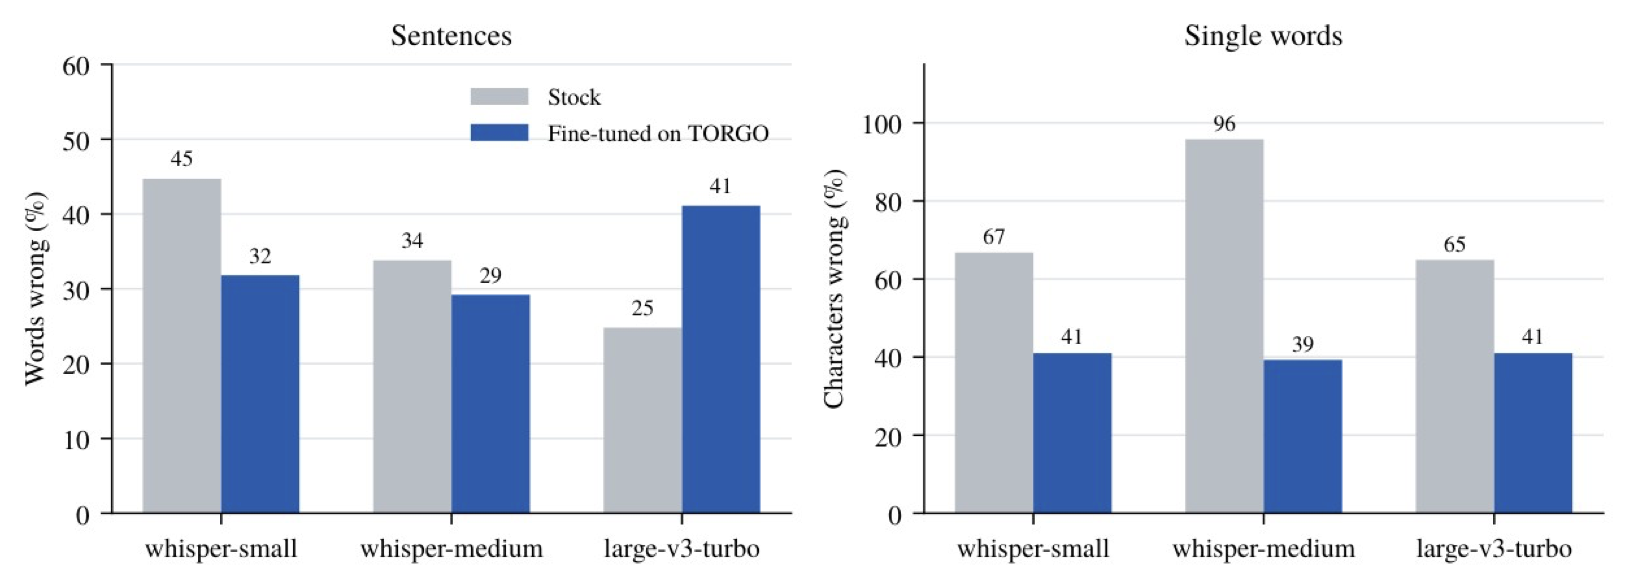 Sentences
Words wrong (%)
60
50
40
30
20
10
0
Stock
Fine-tuned on TORGO
45
32
34
29
25
41
whisper-small
whisper-medium
large-v3-turbo
Single words
Characters wrong (%)
100
80
60
40
20
0
67
41
96
39
65
41
whisper-small
whisper-medium
large-v3-turbo